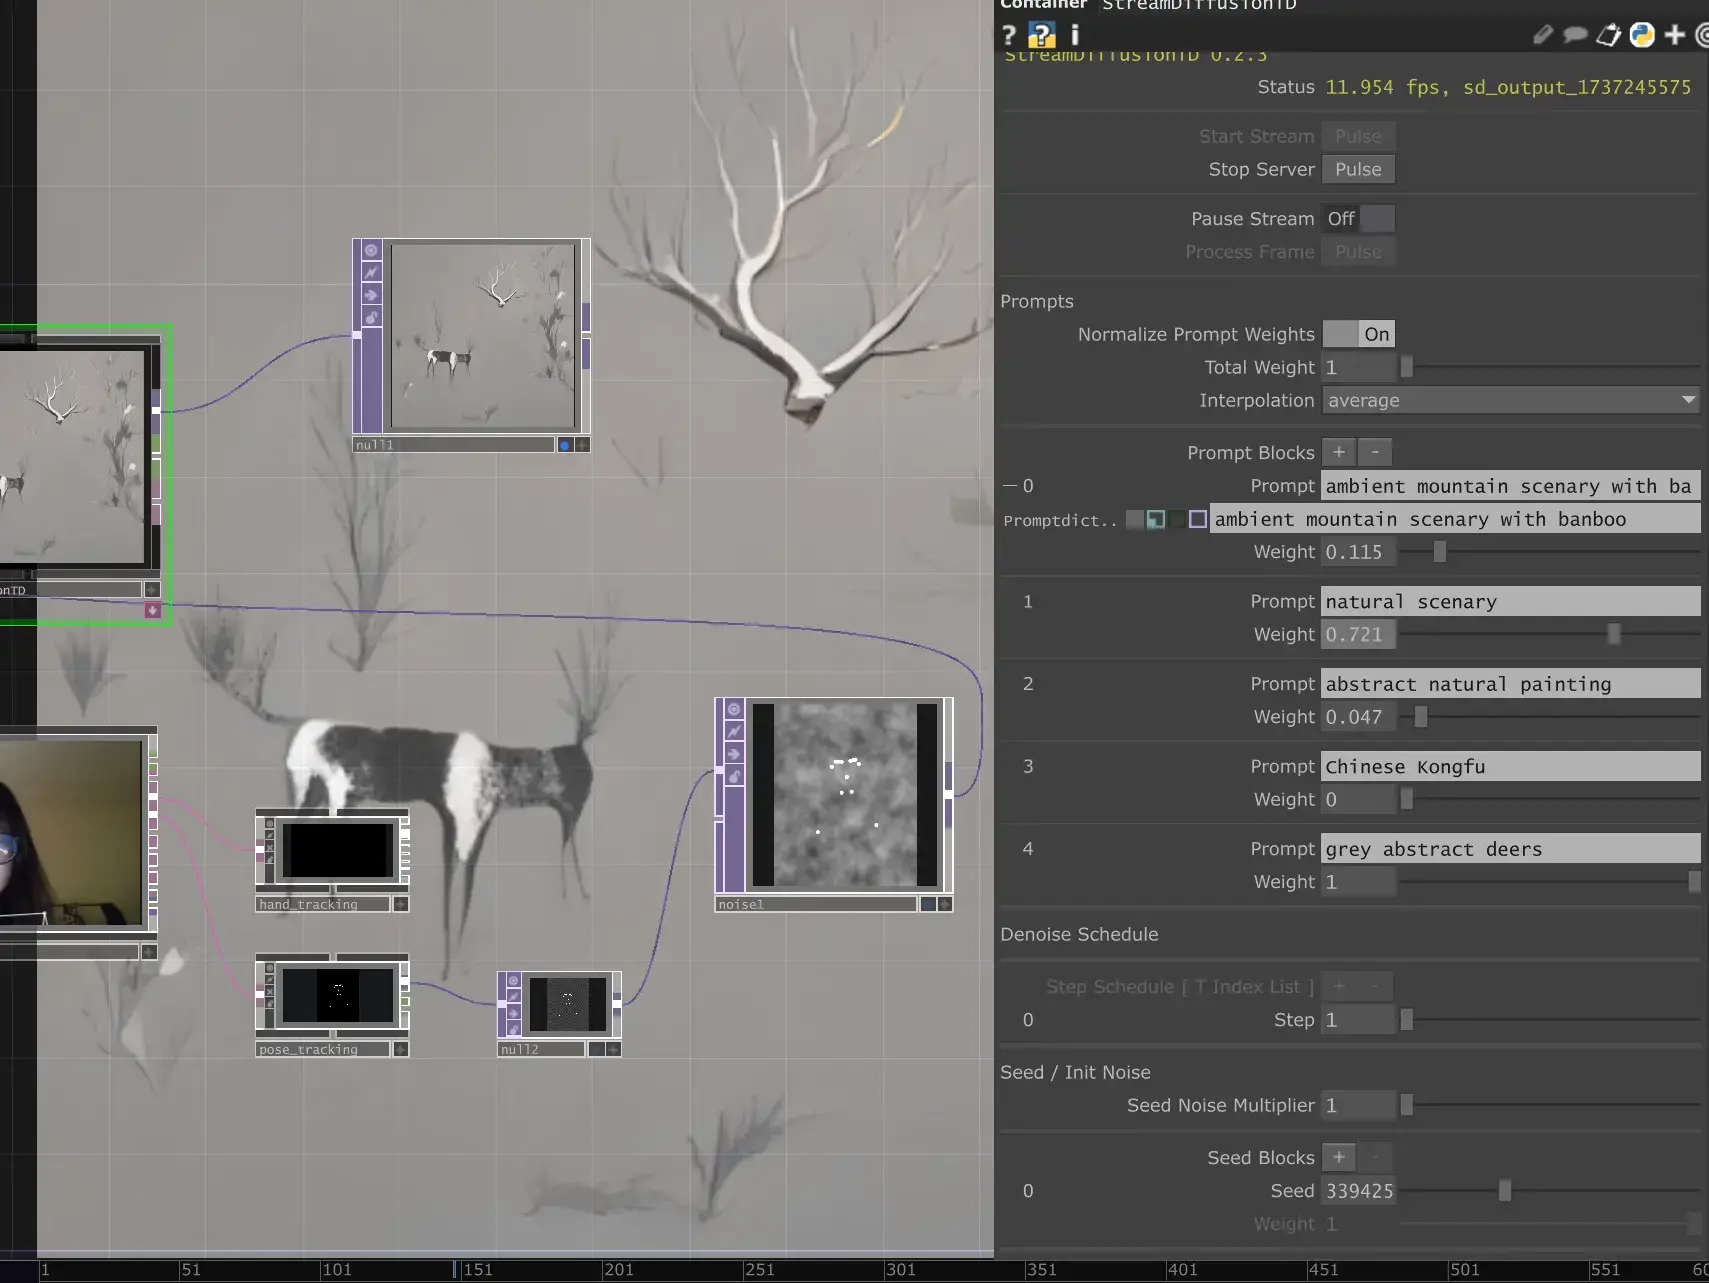 Container StreamDiffusionTD
? ? i
StreamDiffusionTD 0.2.3
Status 11.954 fps, sd_output_1737245575
Start Stream Pulse
Stop Server Pulse
Pause Stream Off
Process Frame Pulse
Prompts
Normalize Prompt Weights On
Total Weight 1
Interpolation average
Prompt Blocks + -
0 Prompt ambient mountain scenary with ba
Promptdict.. ambient mountain scenary with banboo
Weight 0.115
1 Prompt natural scenary
Weight 0.721
2 Prompt abstract natural painting
Weight 0.047
3 Prompt Chinese Kongfu
Weight 0
4 Prompt grey abstract deers
Weight 1
Denoise Schedule
Step Schedule [ T Index List ] + -
0 Step 1
Seed / Init Noise
Seed Noise Multiplier 1
Seed Blocks + -
0 Seed 339425
Weight 1
null1
onTD
hand_tracking
noise1
pose_tracking
null2
1 51 101 151 201 251 301 351 401 451 501 551 60